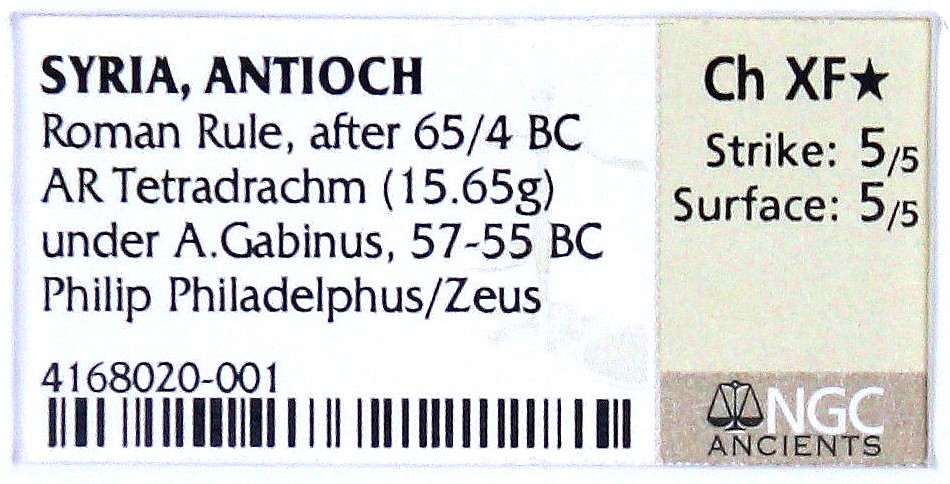 SYRIA, ANTIOCH
Roman Rule, after 65/4 BC
AR Tetradrachm (15.65g)
under A.Gabinus, 57-55 BC
Philip Philadelphus/Zeus
4168020-001
Ch XF★
Strike: 5/5
Surface: 5/5
NGC
ANCIENTS